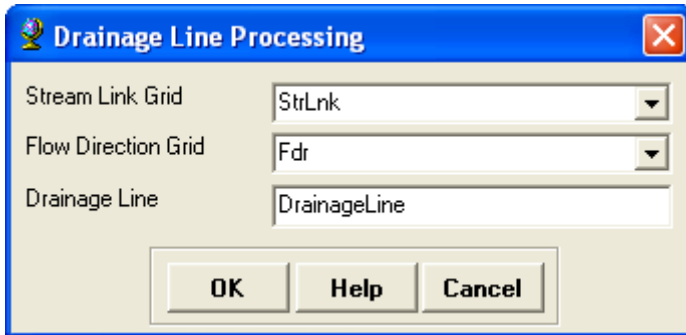 Drainage Line Processing
Stream Link Grid StrLnk
Flow Direction Grid Fdr
Drainage Line DrainageLine
OK Help Cancel